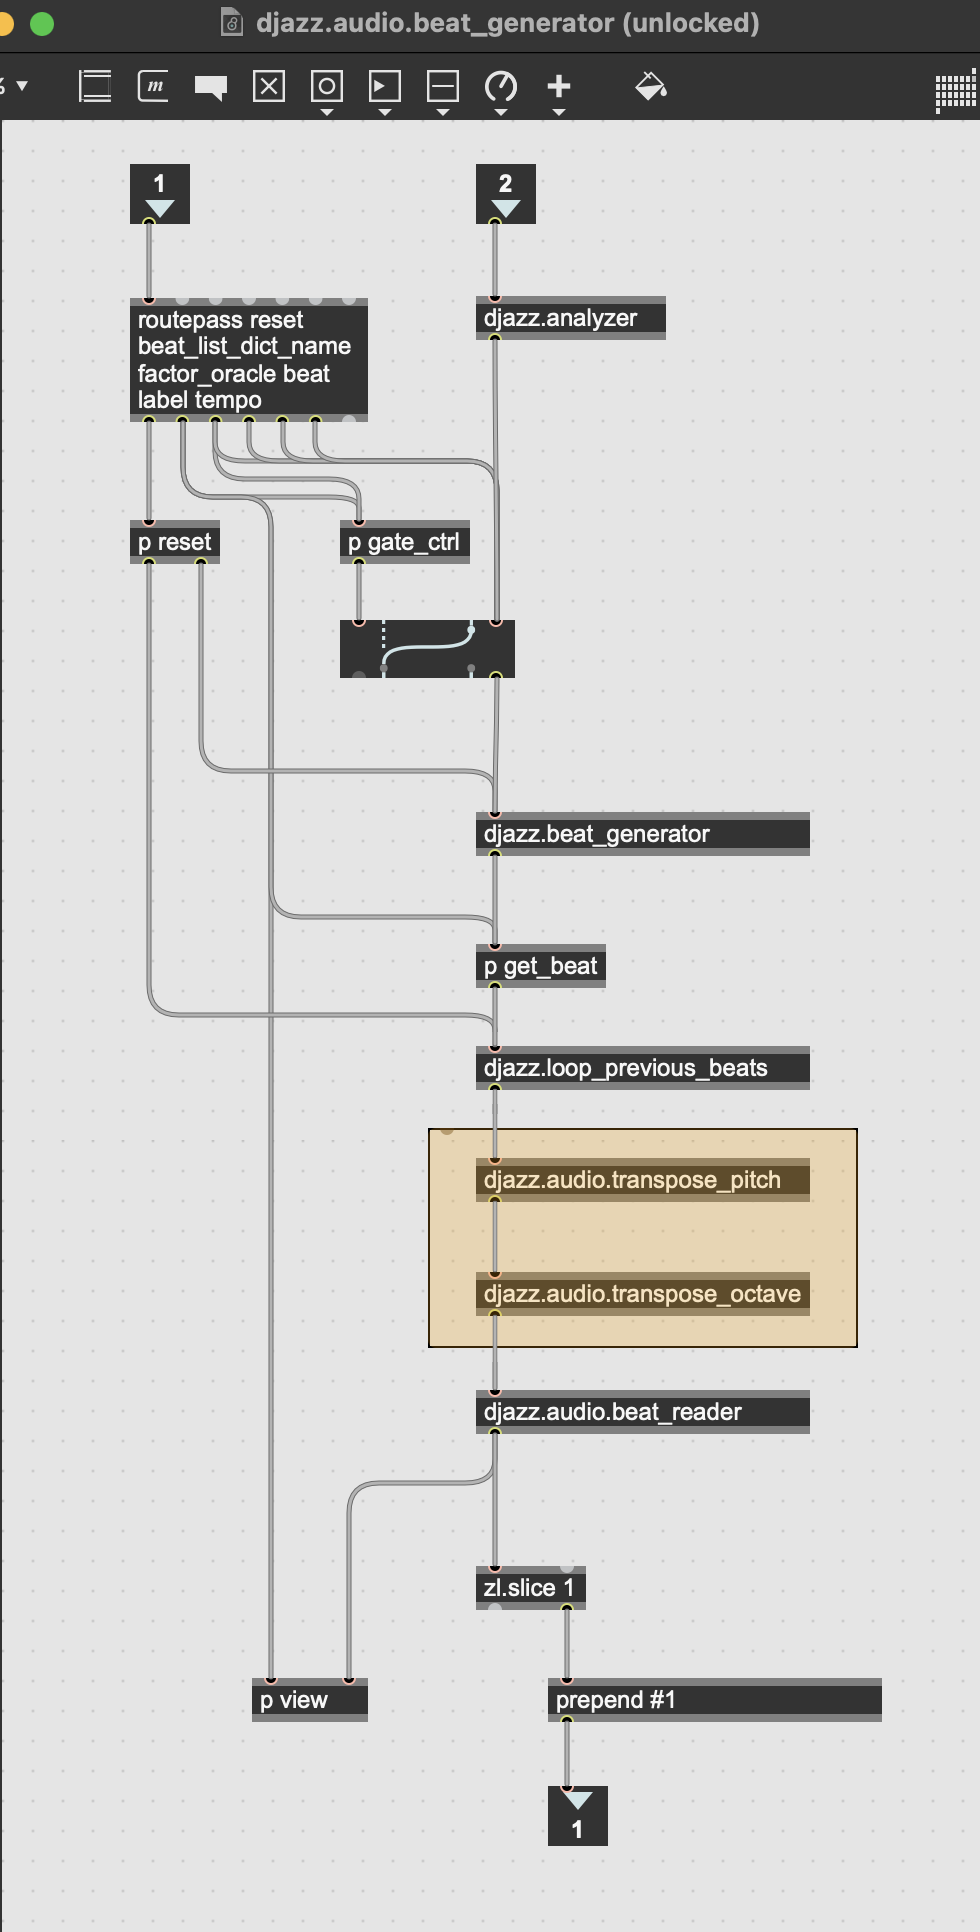 djazz.audio.beat_generator (unlocked)
m
1
2
routepass reset
beat_list_dict_name
factor_oracle beat
label tempo
djazz.analyzer
p reset
p gate_ctrl
djazz.beat_generator
p get_beat
djazz.loop_previous_beats
djazz.audio.transpose_pitch
djazz.audio.transpose_octave
djazz.audio.beat_reader
zl.slice 1
p view
prepend #1
1